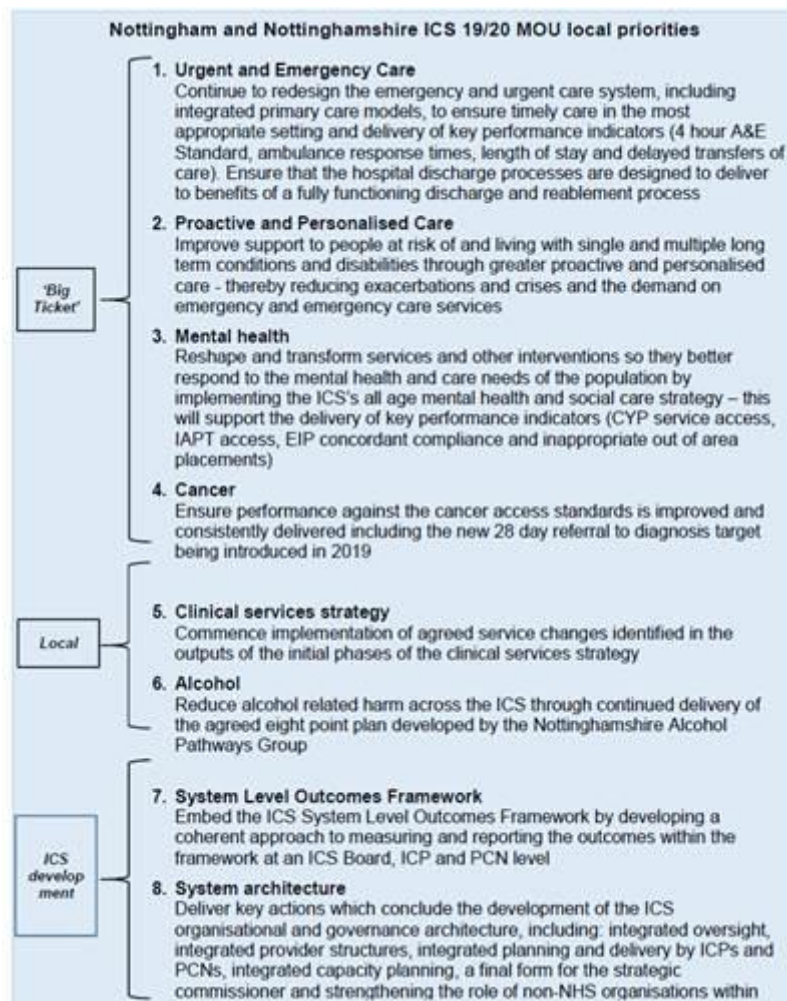 Nottingham and Nottinghamshire ICS 19/20 MOU local priorities
'Big
Ticket'
1. Urgent and Emergency Care
Continue to redesign the emergency and urgent care system, including
integrated primary care models, to ensure timely care in the most
appropriate setting and delivery of key performance indicators (4 hour A&E
Standard, ambulance response times, length of stay and delayed transfers of
care). Ensure that the hospital discharge processes are designed to deliver
to benefits of a fully functioning discharge and reablement process
2. Proactive and Personalised Care
Improve support to people at risk of and living with single and multiple long
term conditions and disabilities through greater proactive and personalised
care - thereby reducing exacerbations and crises and the demand on
emergency and emergency care services
3. Mental health
Reshape and transform services and other interventions so they better
respond to the mental health and care needs of the population by
implementing the ICS's all age mental health and social care strategy – this
will support the delivery of key performance indicators (CYP service access,
IAPT access, EIP concordant compliance and inappropriate out of area
placements)
4. Cancer
Ensure performance against the cancer access standards is improved and
consistently delivered including the new 28 day referral to diagnosis target
being introduced in 2019
Local
5. Clinical services strategy
Commence implementation of agreed service changes identified in the
outputs of the initial phases of the clinical services strategy
6. Alcohol
Reduce alcohol related harm across the ICS through continued delivery of
the agreed eight point plan developed by the Nottinghamshire Alcohol
Pathways Group
ICS
develop
ment
7. System Level Outcomes Framework
Embed the ICS System Level Outcomes Framework by developing a
coherent approach to measuring and reporting the outcomes within the
framework at an ICS Board, ICP and PCN level
8. System architecture
Deliver key actions which conclude the development of the ICS
organisational and governance architecture, including: integrated oversight,
integrated provider structures, integrated planning and delivery by ICPs and
PCNs, integrated capacity planning, a final form for the strategic
commissioner and strengthening the role of non-NHS organisations within